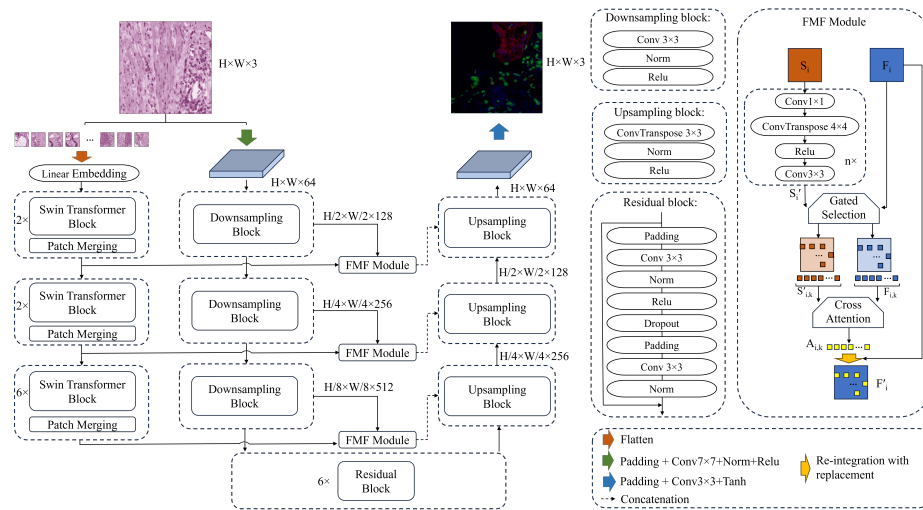 H×W×3
Linear Embedding
2×
Swin Transformer
Block
Patch Merging
2×
Swin Transformer
Block
Patch Merging
6×
Swin Transformer
Block
Patch Merging
H×W×64
Downsampling
Block
H/2×W/2×128
FMF Module
Downsampling
Block
H/4×W/4×256
FMF Module
Downsampling
Block
H/8×W/8×512
FMF Module
6×
Residual
Block
H×W×3
H×W×64
Upsampling
Block
H/2×W/2×128
Upsampling
Block
H/4×W/4×256
Upsampling
Block
Downsampling block:
Conv 3×3
Norm
Relu
Upsampling block:
ConvTranspose 3×3
Norm
Relu
Residual block:
Padding
Conv 3×3
Norm
Relu
Dropout
Padding
Conv 3×3
Norm
FMF Module
S_i
F_i
Conv1×1
ConvTranspose 4×4
Relu
n×
Conv3×3
S_i'
Gated
Selection
...
...
...
...
S'_{i,k}
F_{i,k}
Cross
Attention
A_{i,k}
...
...
F'_i
Flatten
Padding + Conv7×7+Norm+Relu
Padding + Conv3×3+Tanh
Concatenation
Re-integration with
replacement